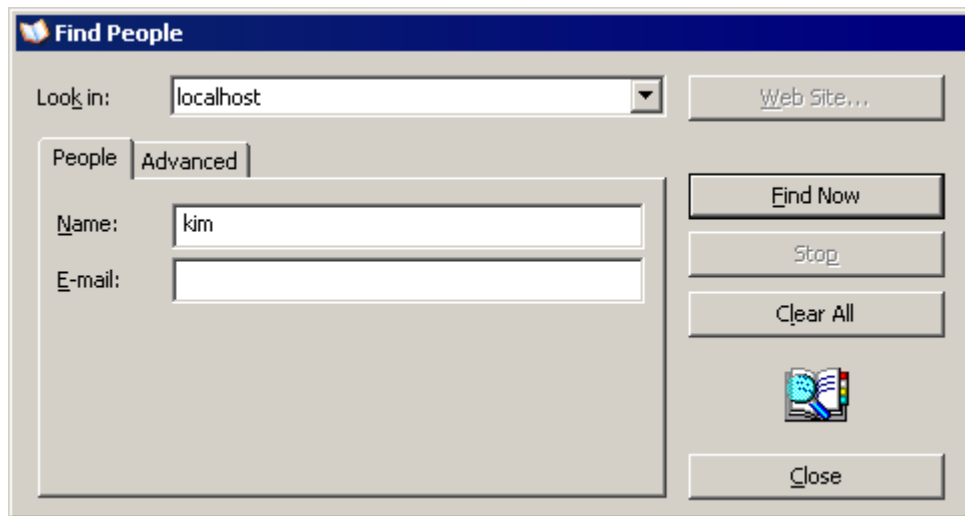 Find People
Look in: localhost Web Site...
People Advanced
Find Now
Name: kim
Stop
E-mail:
Clear All
Close